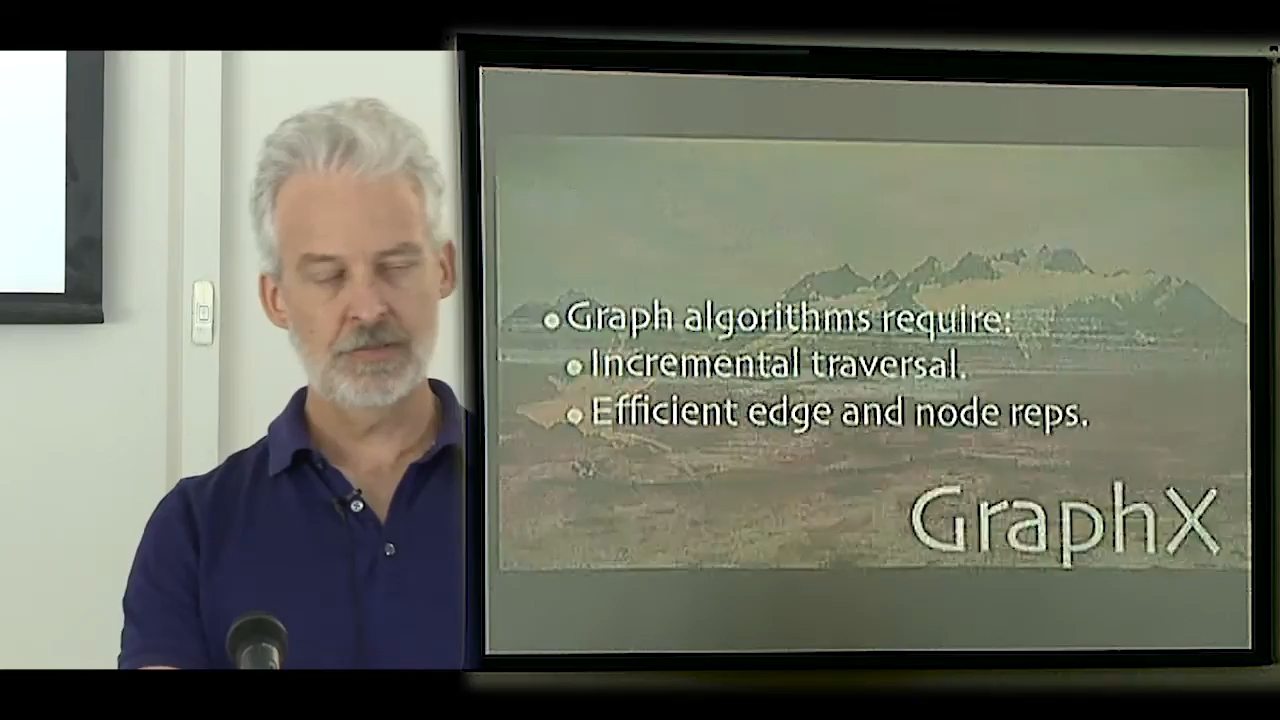 Graph algorithms require:
Incremental traversal.
Efficient edge and node reps.
GraphX